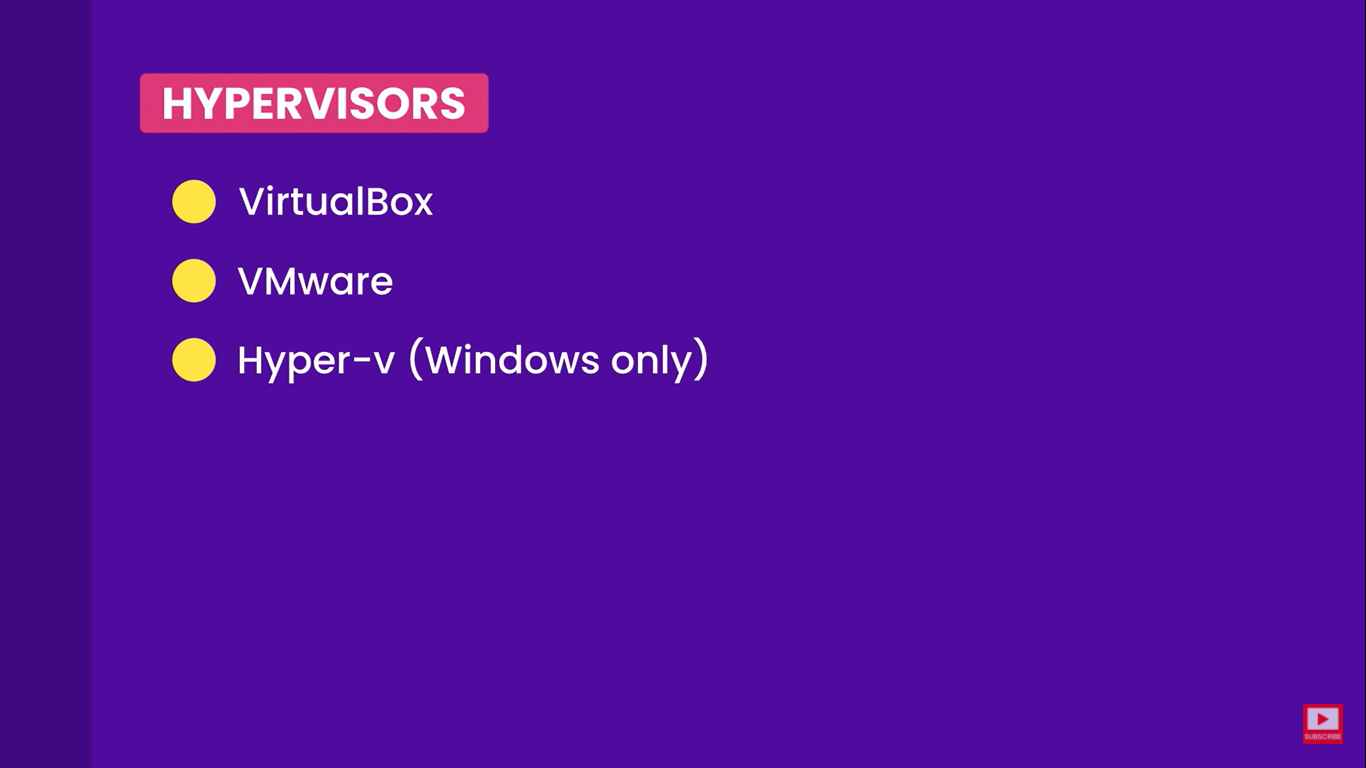 HYPERVISORS
VirtualBox
VMware
Hyper-v (Windows only)
SUBSCRIBE